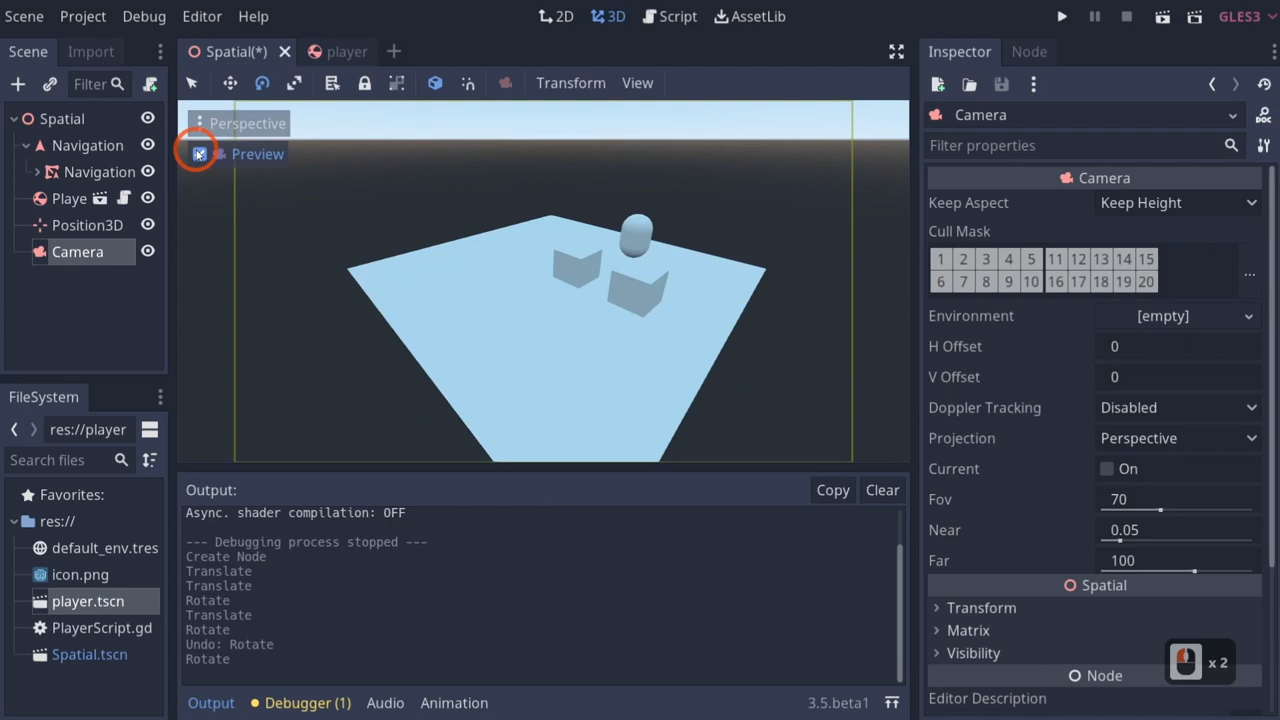 Scene Project Debug Editor Help 2D 3D Script AssetLib GLES3
Scene Import
Filter
Spatial
Navigation
Navigation
Playe
Position3D
Camera
FileSystem
res://player
Search files
Favorites:
res://
default_env.tres
icon.png
player.tscn
PlayerScript.gd
Spatial.tscn
Spatial(*) player
Transform View
Perspective
Preview
Output: Copy Clear
Async. shader compilation: OFF
--- Debugging process stopped ---
Create Node
Translate
Translate
Rotate
Translate
Rotate
Undo: Rotate
Rotate
Output Debugger (1) Audio Animation 3.5.beta1
Inspector Node
Camera
Filter properties
Camera
Keep Aspect Keep Height
Cull Mask
1 2 3 4 5 11 12 13 14 15
6 7 8 9 10 16 17 18 19 20
...
Environment [empty]
H Offset 0
V Offset 0
Doppler Tracking Disabled
Projection Perspective
Current On
Fov 70
Near 0.05
Far 100
Spatial
Transform
Matrix
Visibility
Node
Editor Description
x 2